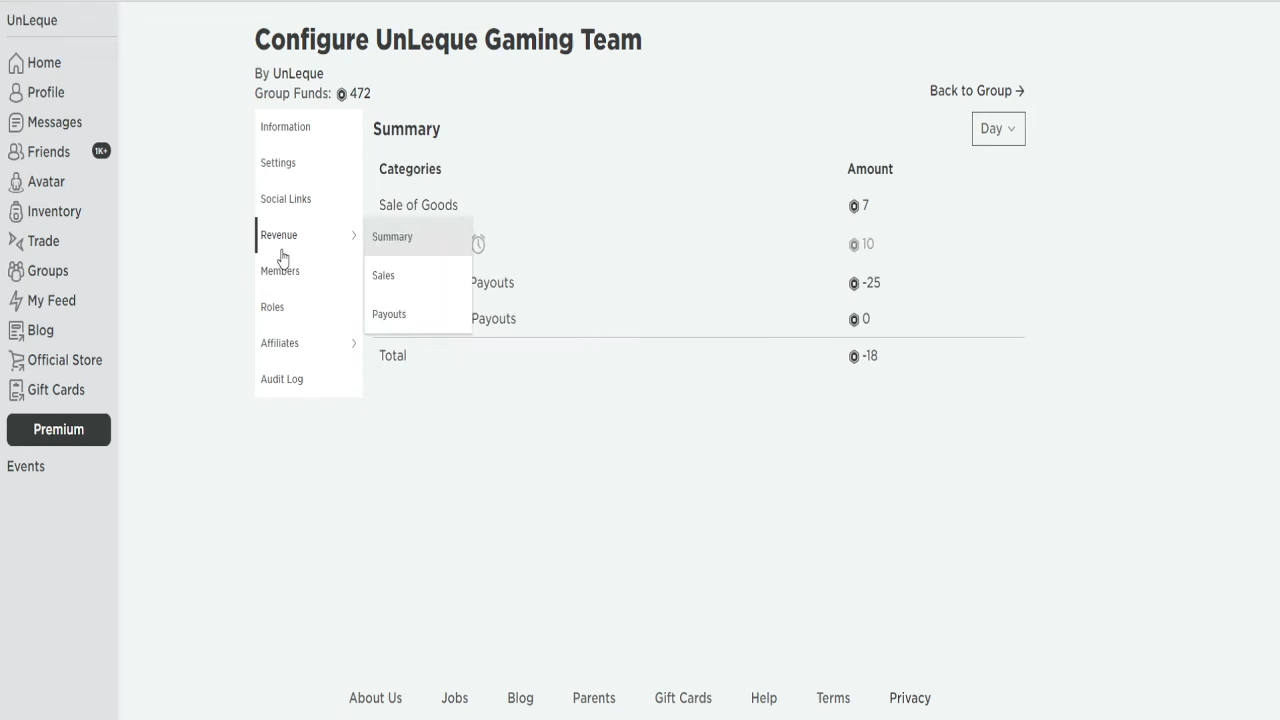 UnLeque
Home
Profile
Messages
Friends 1K+
Avatar
Inventory
Trade
Groups
My Feed
Blog
Official Store
Gift Cards
Premium
Events
Configure UnLeque Gaming Team
By UnLeque
Group Funds: 472
Back to Group →
Information
Settings
Social Links
Revenue
Members
Roles
Affiliates
Audit Log
Summary
Sales
Payouts
Summary
Day
Categories Amount
Sale of Goods 7
10
Payouts -25
Payouts 0
Total -18
About Us Jobs Blog Parents Gift Cards Help Terms Privacy